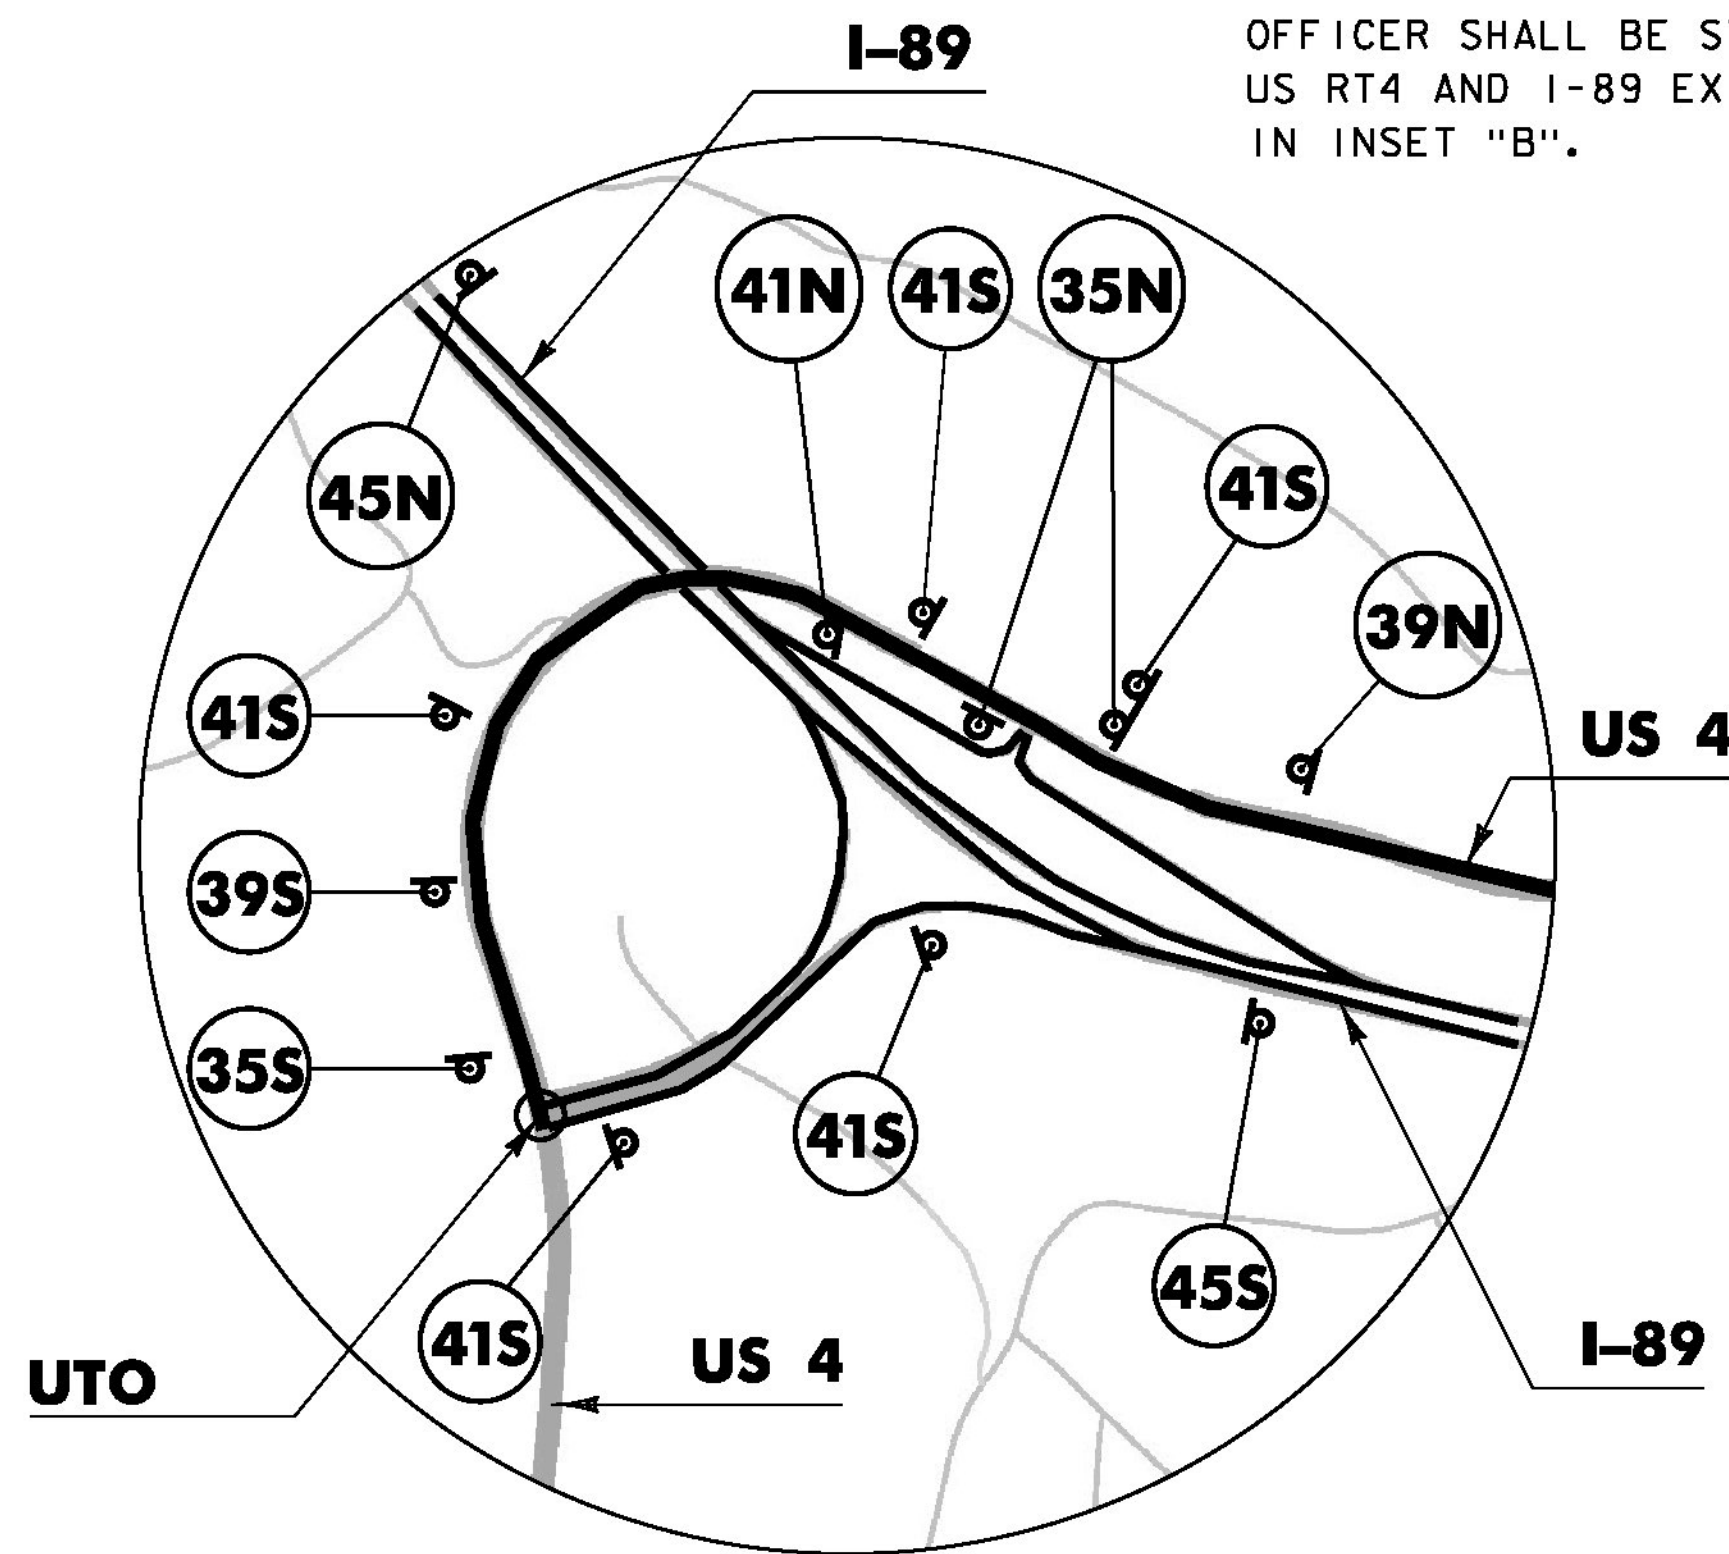 I–89
OFFICER SHALL BE
US RT4 AND I-89
IN INSET "B".
41N
41S
35N
45N
41S
39N
41S
US 4
39S
35S
41S
45S
41S
US 4
I–89
UTO